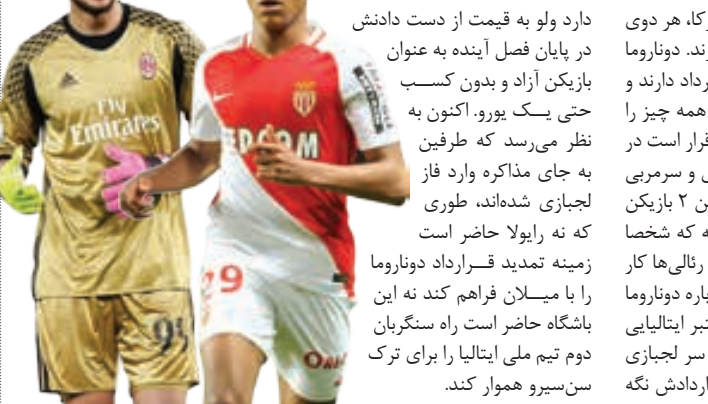 رکا، هر دوی
رند. دوناروما
رداد دارند و
همه چیز را
قرار است در
ی و سرمربی
ن ۲ بازیکن
ه که شخصا
رئالی‌ها کار
باره دوناروما
تبر ایتالیایی
سر لجبازی
اردادش نگه
دارد ولو به قیمت از دست دادنش
در پایان فصل آینده به عنوان
بازیکن آزاد و بدون کسب
حتی یک یورو. اکنون به
نظر می‌رسد که طرفین
به جای مذاکره وارد فاز
لجبازی شده‌اند، طوری
که نه رایولا حاضر است
زمینه تمدید قرارداد دوناروما
را با میلان فراهم کند نه این
باشگاه حاضر است راه سنگربان
دوم تیم ملی ایتالیا را برای ترک
سن‌سیرو هموار کند.
Fly
Emirates
99
29